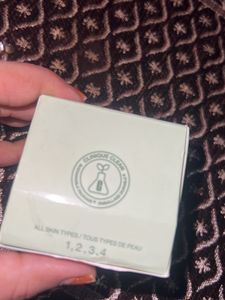 CLINIQUE CLEAN
ALL SKIN TYPES / TOUS TYPES DE PEAU
1, 2, 3, 4